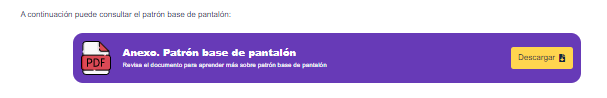 A continuación puede consultar el patrón base de pantalón:
Anexo. Patrón base de pantalón
PDF
Revisa el documento para aprender más sobre patrón base de pantalón
Descargar